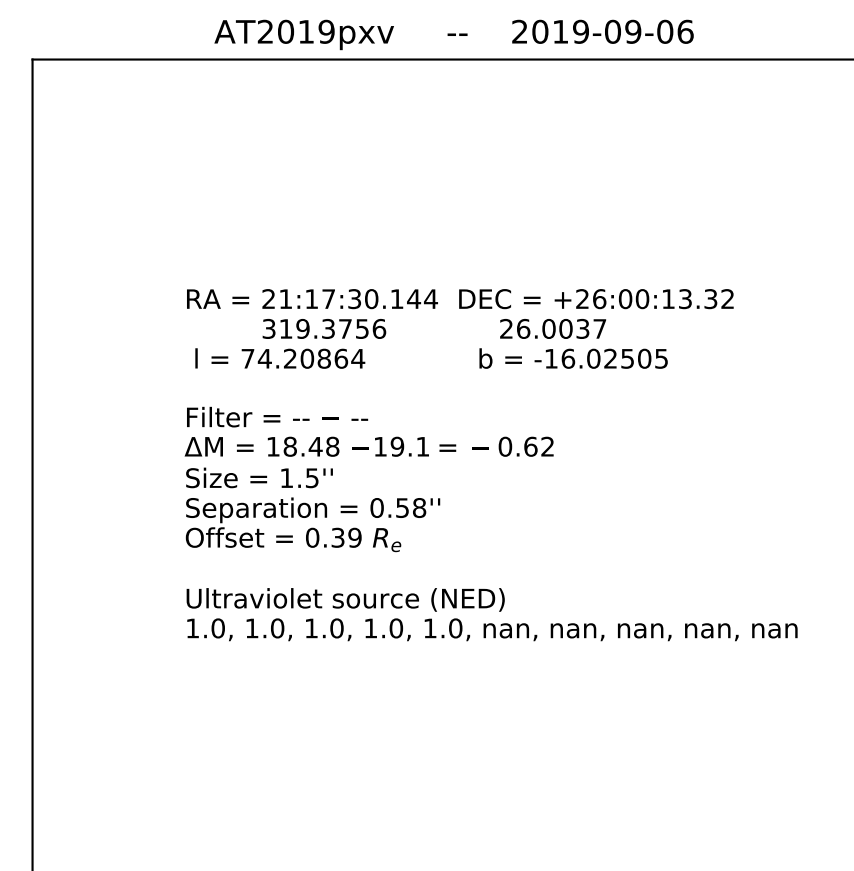 AT2019pxv -- 2019-09-06
RA = 21:17:30.144 DEC = +26:00:13.32
319.3756 26.0037
l = 74.20864 b = -16.02505
Filter = -- − --
ΔM = 18.48 −19.1 = − 0.62
Size = 1.5''
Separation = 0.58''
Offset = 0.39 Re
Ultraviolet source (NED)
1.0, 1.0, 1.0, 1.0, 1.0, nan, nan, nan, nan, nan